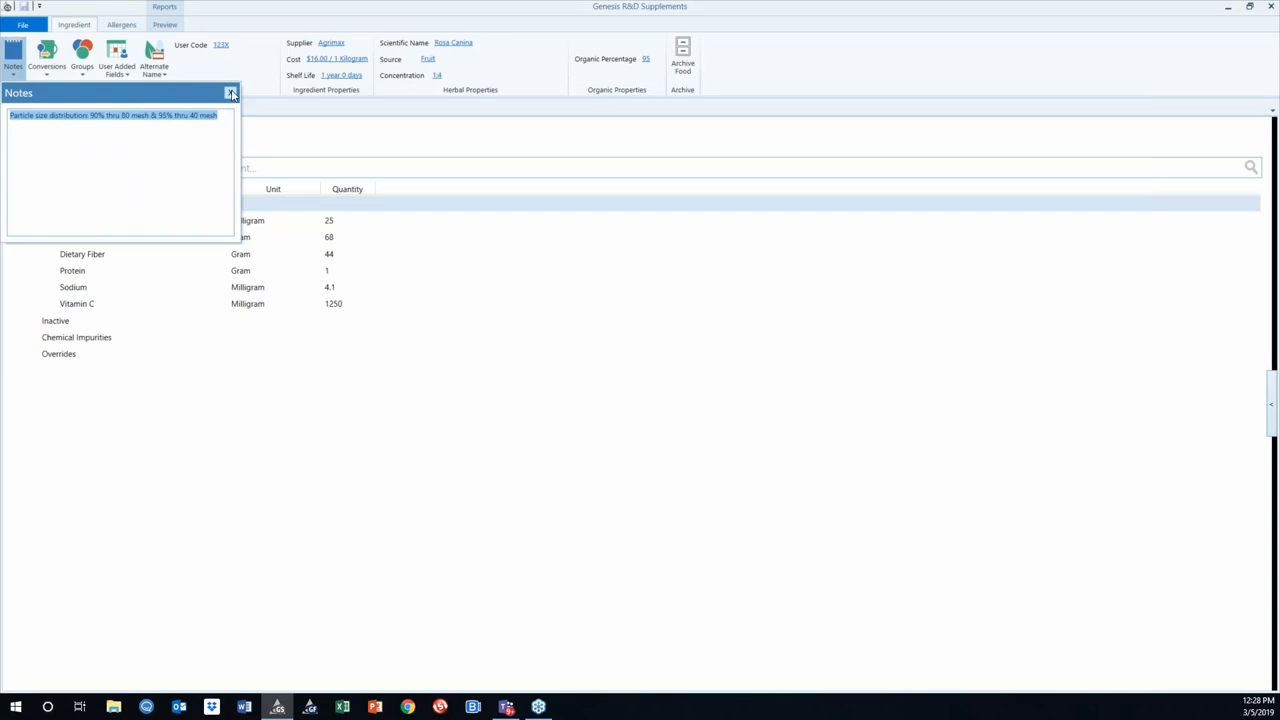 Reports
Genesis R&D Supplements
File
Ingredient
Allergens
Preview
Notes
Conversions
Groups
User Added Fields
Alternate Name
User Code 123X
Supplier Agrimax
Cost $16.00 / 1 Kilogram
Shelf Life 1 year 0 days
Ingredient Properties
Scientific Name Rosa Canina
Source Fruit
Concentration 1:4
Herbal Properties
Organic Percentage 95
Organic Properties
Archive Food
Archive
Notes
Particle size distribution: 90% thru 80 mesh & 95% thru 40 mesh
Unit Quantity
25
68
Dietary Fiber Gram 44
Protein Gram 1
Sodium Milligram 4.1
Vitamin C Milligram 1250
Inactive
Chemical Impurities
Overrides
12:28 PM
3/5/2019